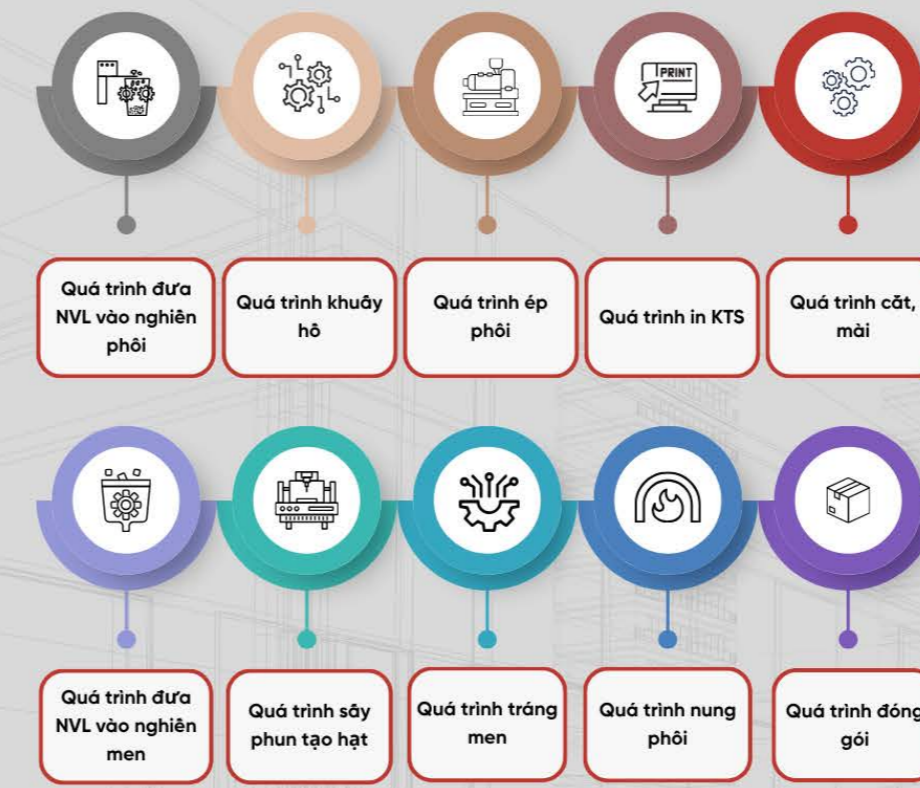 PRINT
Quá trình đưa
NVL vào nghiền
phôi
Quá trình khuấy
hồ
Quá trình ép
phôi
Quá trình in KTS
Quá trình cắt,
mài
Quá trình đưa
NVL vào nghiền
men
Quá trình sấy
phun tạo hạt
Quá trình tráng
men
Quá trình nung
phôi
Quá trình đóng
gói